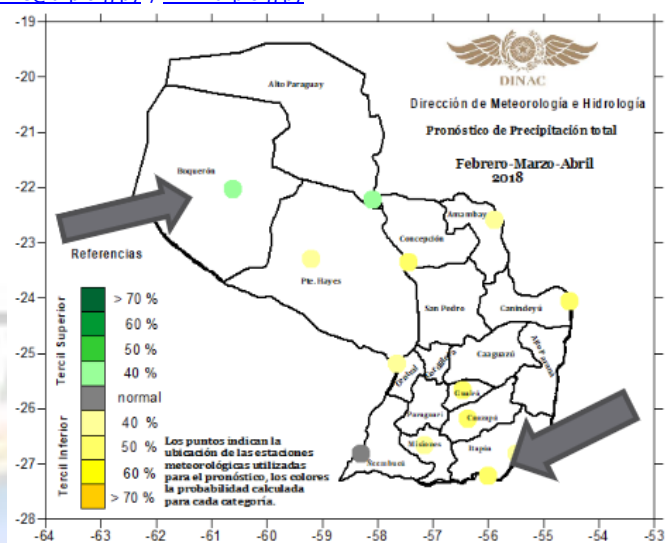 -19
-20
-21
-22
-23
-24
-25
-26
-27
-28
-64
-63
-62
-61
-60
-59
-58
-57
-56
-55
-54
-53
DINAC
Dirección de Meteorología e Hidrología
Pronóstico de Precipitación total
Febrero-Marzo-Abril
2018
Alto Paraguay
Boquerón
Amambay
Concepción
Pte. Hayes
San Pedro
Canindeyú
Caaguazú
Alto Paraná
Cordillera
Central
Guairá
Paraguarí
Caazapá
Misiones
Itapúa
Ñeembucú
Referencias
Tércil Superior
> 70 %
60 %
50 %
40 %
normal
Tércil Inferior
40 %
50 %
60 %
> 70 %
Los puntos indican la
ubicación de las estaciones
meteorológicas utilizadas
para el pronóstico, los colores
la probabilidad calculada
para cada categoría.